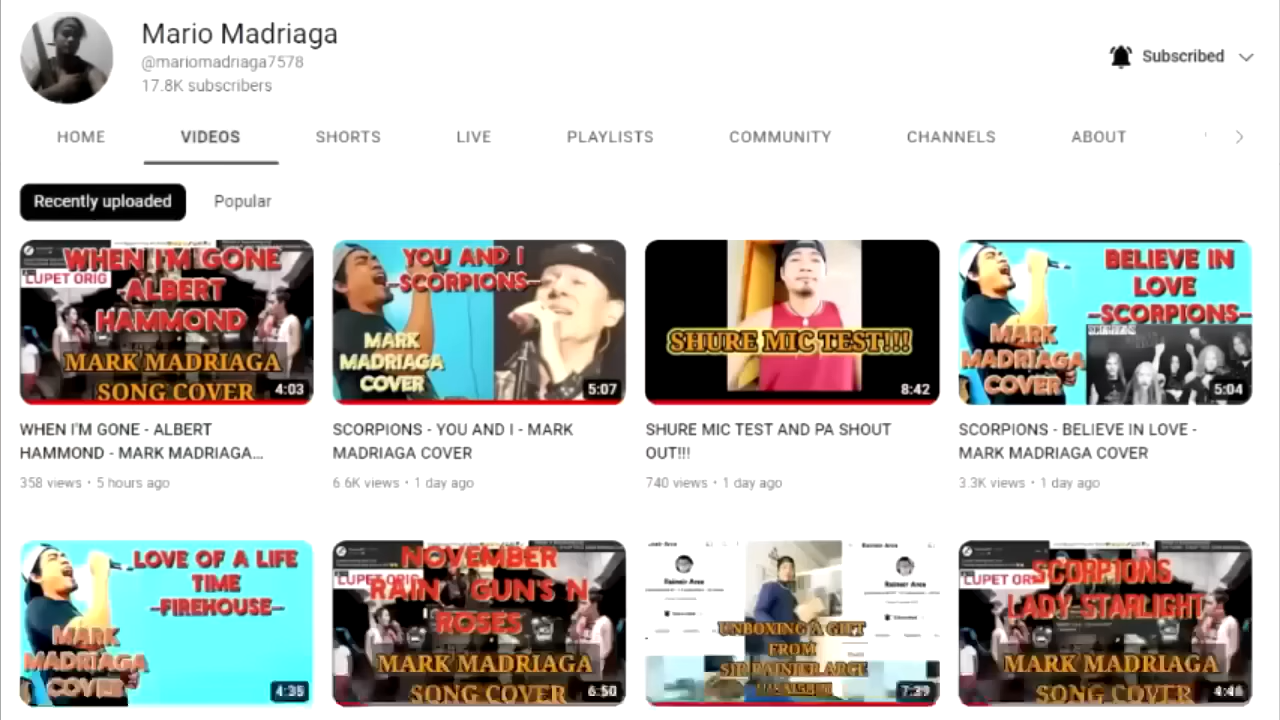 Mario Madriaga
@mariomadriaga7578
17.8K subscribers
Subscribed
HOME VIDEOS SHORTS LIVE PLAYLISTS COMMUNITY CHANNELS ABOUT
Recently uploaded Popular
WHEN I'M GONE
-ALBERT
HAMMOND
LUPET ORIG
MARK MADRIAGA
SONG COVER
4:03
YOU AND I
-SCORPIONS-
MARK
MADRIAGA
COVER
5:07
SHURE MIC TEST!!!
8:42
BELIEVE IN
LOVE
-SCORPIONS-
MARK
MADRIAGA
COVER
SCORPIONS
5:04
WHEN I'M GONE - ALBERT
HAMMOND - MARK MADRIAGA...
358 views • 5 hours ago
SCORPIONS - YOU AND I - MARK
MADRIAGA COVER
6 6K views • 1 day ago
SHURE MIC TEST AND PA SHOUT
OUT!!!
740 views • 1 day ago
SCORPIONS - BELIEVE IN LOVE -
MARK MADRIAGA COVER
3.3K views • 1 day ago
LOVE OF A LIFE
TIME
-FIREHOUSE-
MARK
MADRIAGA
COVER
4:35
NOVEMBER
RAIN GUN'S N
ROSES
LUPET ORIG
MARK MADRIAGA
SONG COVER
6:50
UNBOXING A GIFT
FROM
7:39
SCORPIONS
LADY STARLIGHT
LUPET
MARK MADRIAGA
SONG COVER